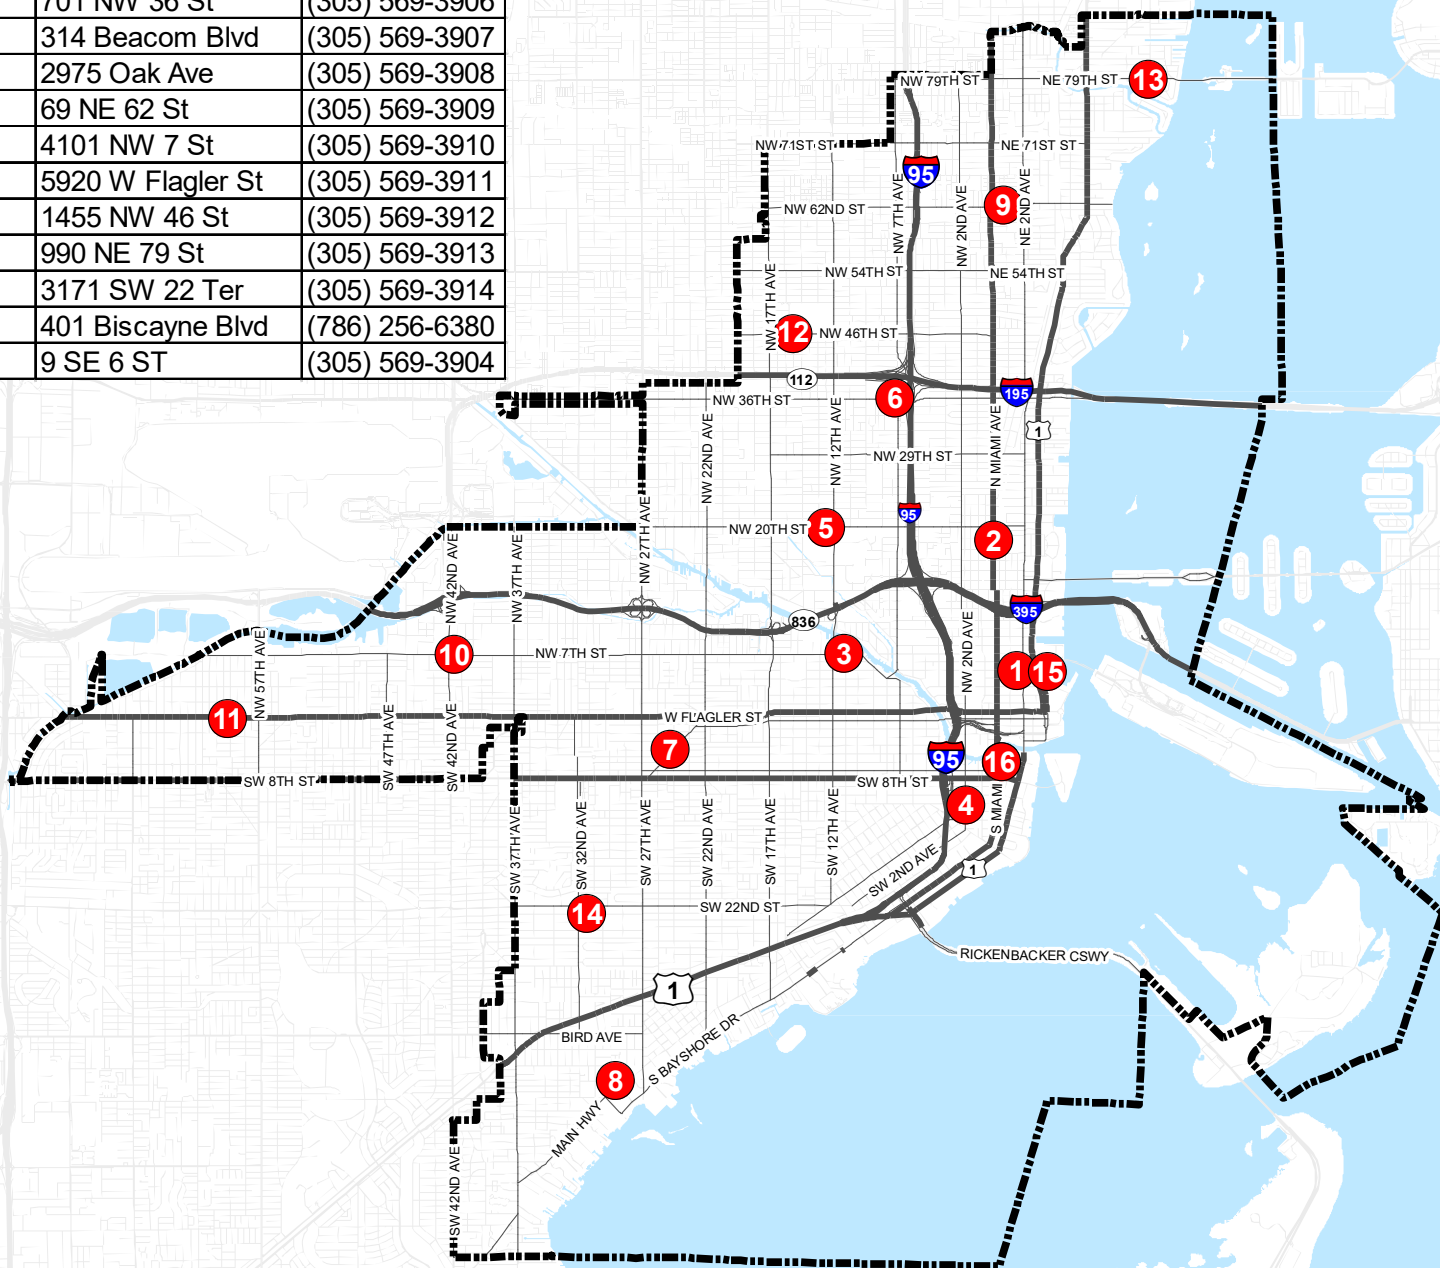 701 NW 36 St (305) 569-3906
314 Beacom Blvd (305) 569-3907
2975 Oak Ave (305) 569-3908
69 NE 62 St (305) 569-3909
4101 NW 7 St (305) 569-3910
5920 W Flagler St (305) 569-3911
1455 NW 46 St (305) 569-3912
990 NE 79 St (305) 569-3913
3171 SW 22 Ter (305) 569-3914
401 Biscayne Blvd (786) 256-6380
9 SE 6 ST (305) 569-3904
NW 79TH ST
NE 79TH ST
13
NW 71ST ST
NE 71ST ST
95
NW 7TH AVE
NW 2ND AVE
9
NE 2ND AVE
NW 62ND ST
NW 54TH ST
NE 54TH ST
NW 17TH AVE
12
NW 46TH ST
112
195
6
NW 36TH ST
1
NW 22ND AVE
NW 12TH AVE
N MIAMI AVE
NW 29TH ST
95
NW 20TH ST
5
2
NW 42ND AVE
NW 37TH AVE
NW 27TH AVE
395
836
NW 57TH AVE
10
NW 7TH ST
3
NW 2ND AVE
1
15
11
W FLAGLER ST
SW 47TH AVE
SW 42ND AVE
7
95
16
SW 8TH ST
SW 8TH ST
4
S MIAMI
SW 37TH AVE
SW 32ND AVE
SW 27TH AVE
SW 22ND AVE
SW 17TH AVE
SW 12TH AVE
SW 2ND AVE
1
14
SW 22ND ST
RICKENBACKER CSWY
1
BIRD AVE
S BAYSHORE DR
8
MAIN HWY
SW 42ND AVE